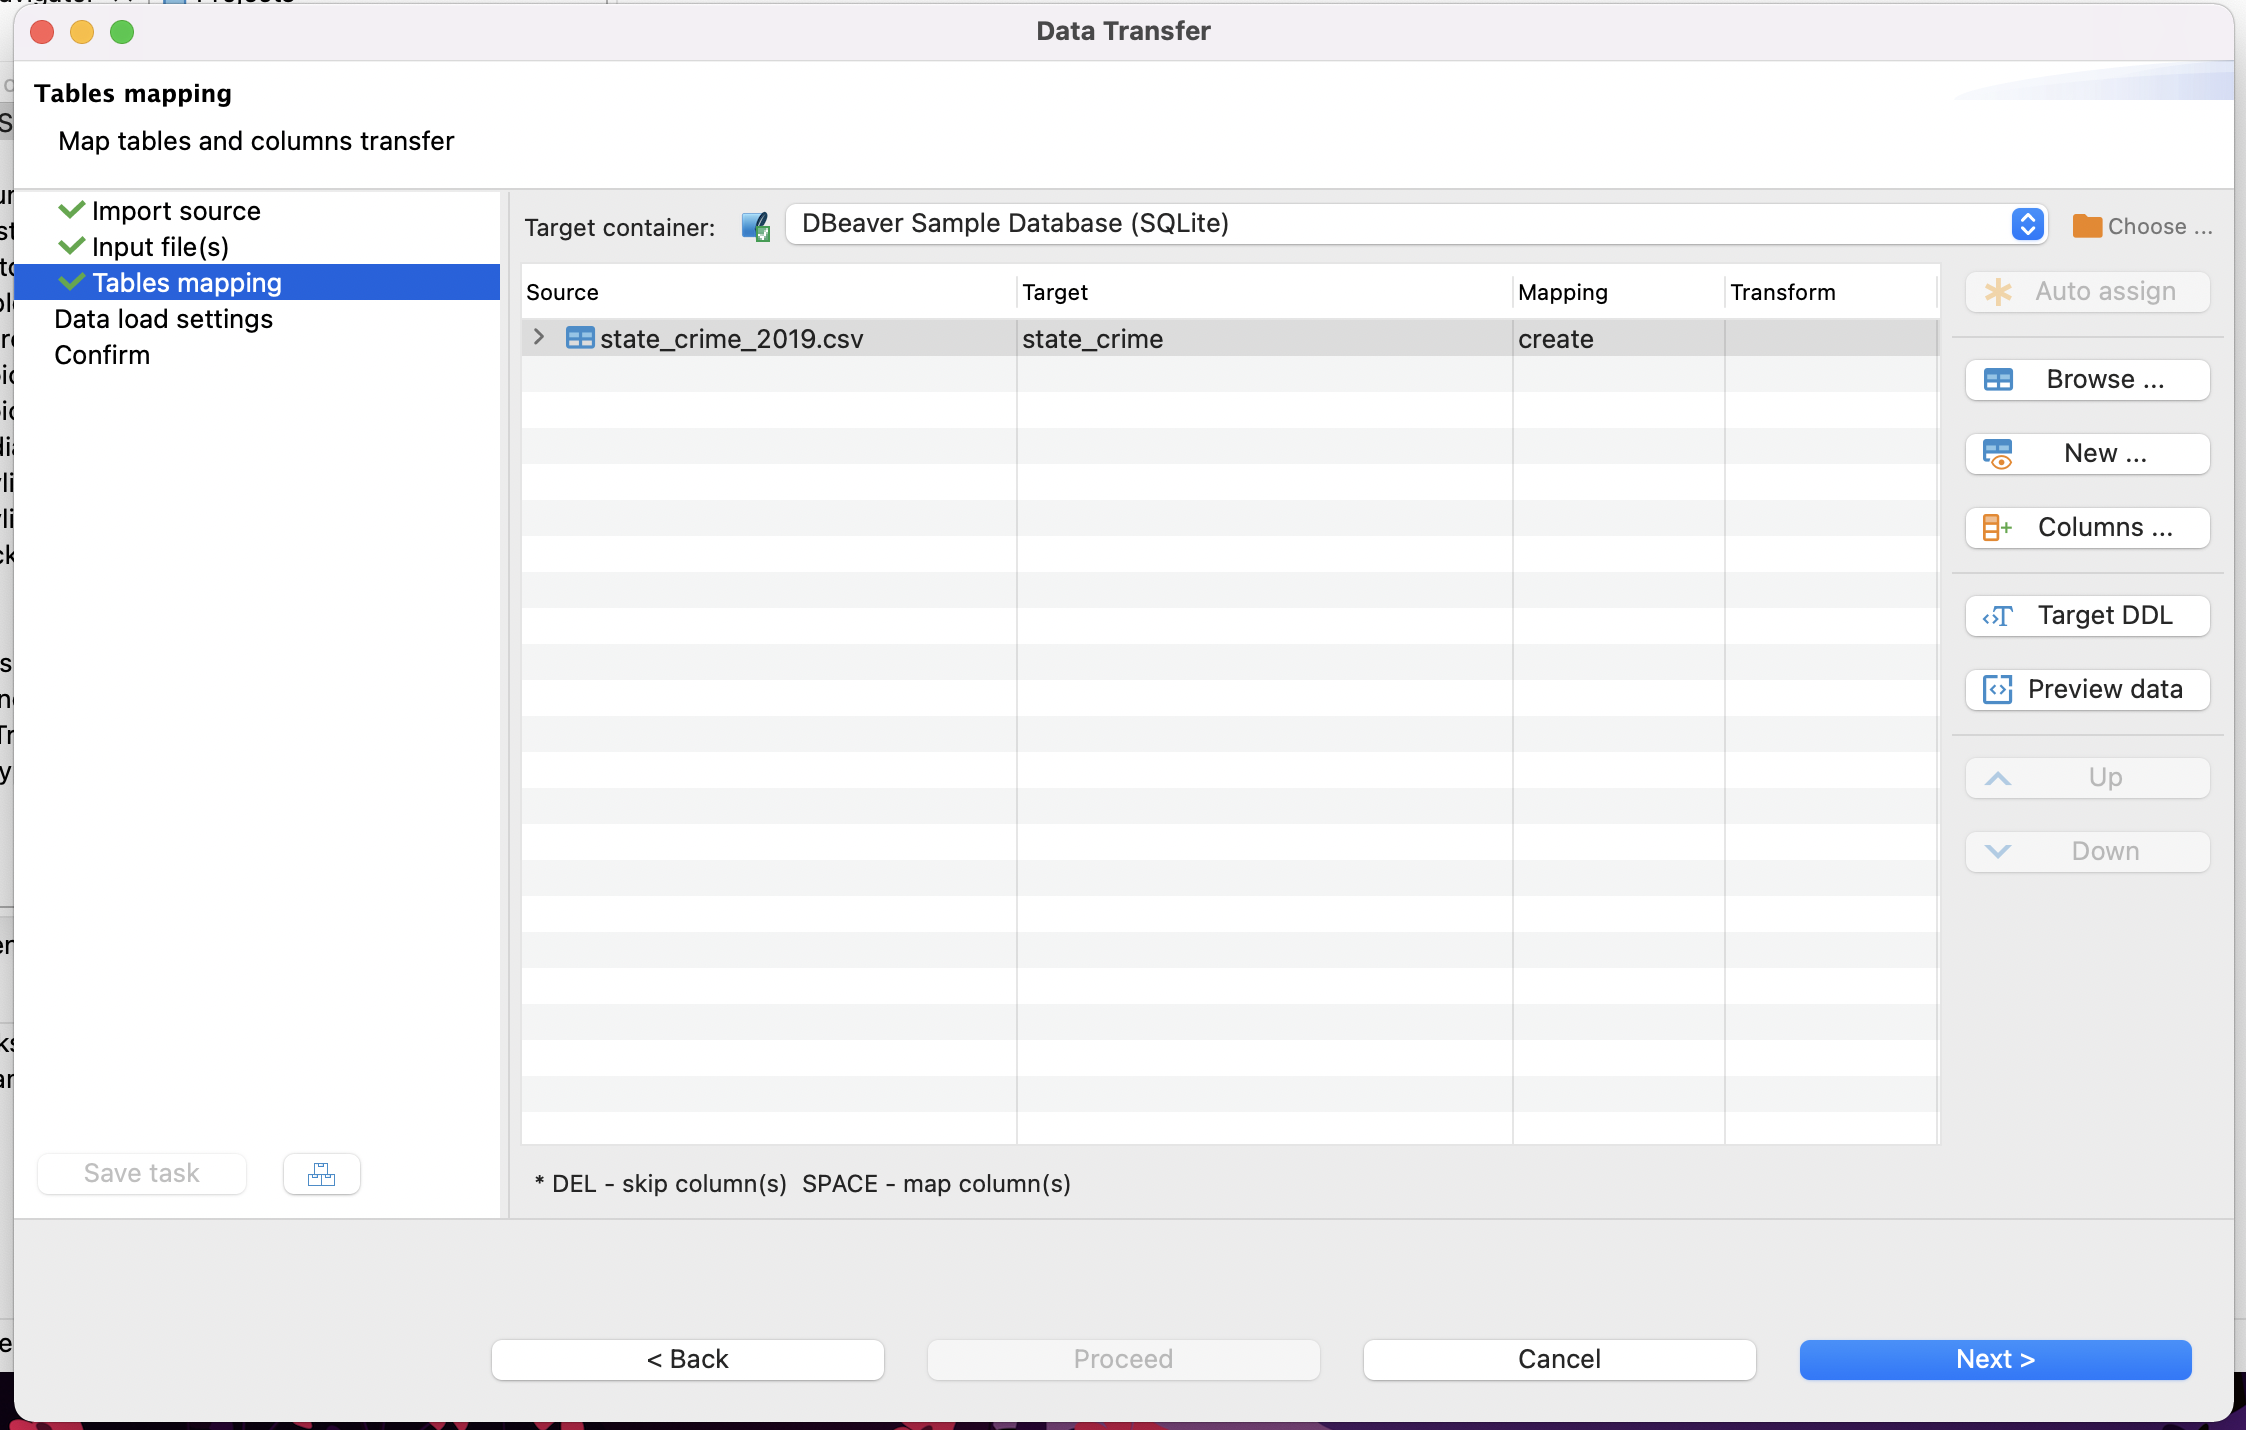 Data Transfer
Tables mapping
Map tables and columns transfer
Import source
Input file(s)
Tables mapping
Data load settings
Confirm
Target container:
DBeaver Sample Database (SQLite)
Choose ...
Source Target Mapping Transform
state_crime_2019.csv state_crime create
Auto assign
Browse ...
New ...
Columns ...
Target DDL
Preview data
Up
Down
Save task
* DEL - skip column(s) SPACE - map column(s)
< Back
Proceed
Cancel
Next >